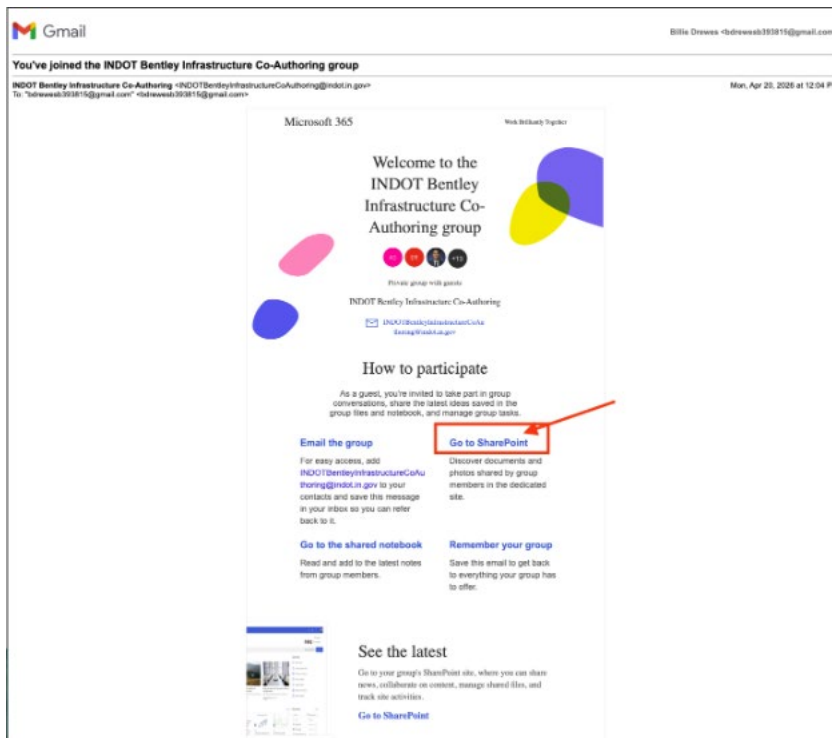 Gmail
Billie Drewes <bdrewesb393815@gmail.com
You've joined the INDOT Bentley Infrastructure Co-Authoring group
INDOT Bentley Infrastructure Co-Authoring <INDOTBentleyInfrastructureCoAuthoring@indot.in.gov>
Mon, Apr 20, 2026 at 12:04 P
To: "bdrewesb393815@gmail.com" <bdrewesb393815@gmail.com>
Microsoft 365
Work Brilliantly Together
Welcome to the
INDOT Bentley
Infrastructure Co-
Authoring group
+13
Private group with guests
INDOT Bentley Infrastructure Co-Authoring
INDOTBentleyInfrastructureCoAu
thoring@indot.in.gov
How to participate
As a guest, you're invited to take part in group
conversations, share the latest ideas saved in the
group files and notebook, and manage group tasks.
Email the group
For easy access, add
INDOTBentleyInfrastructureCoAu
thoring@indot.in.gov to your
contacts and save this message
in your inbox so you can refer
back to it.
Go to SharePoint
Discover documents and
photos shared by group
members in the dedicated
site.
Go to the shared notebook
Read and add to the latest notes
from group members.
Remember your group
Save this email to get back
to everything your group has
to offer.
See the latest
Go to your group's SharePoint site, where you can share
news, collaborate on content, manage shared files, and
track site activities.
Go to SharePoint